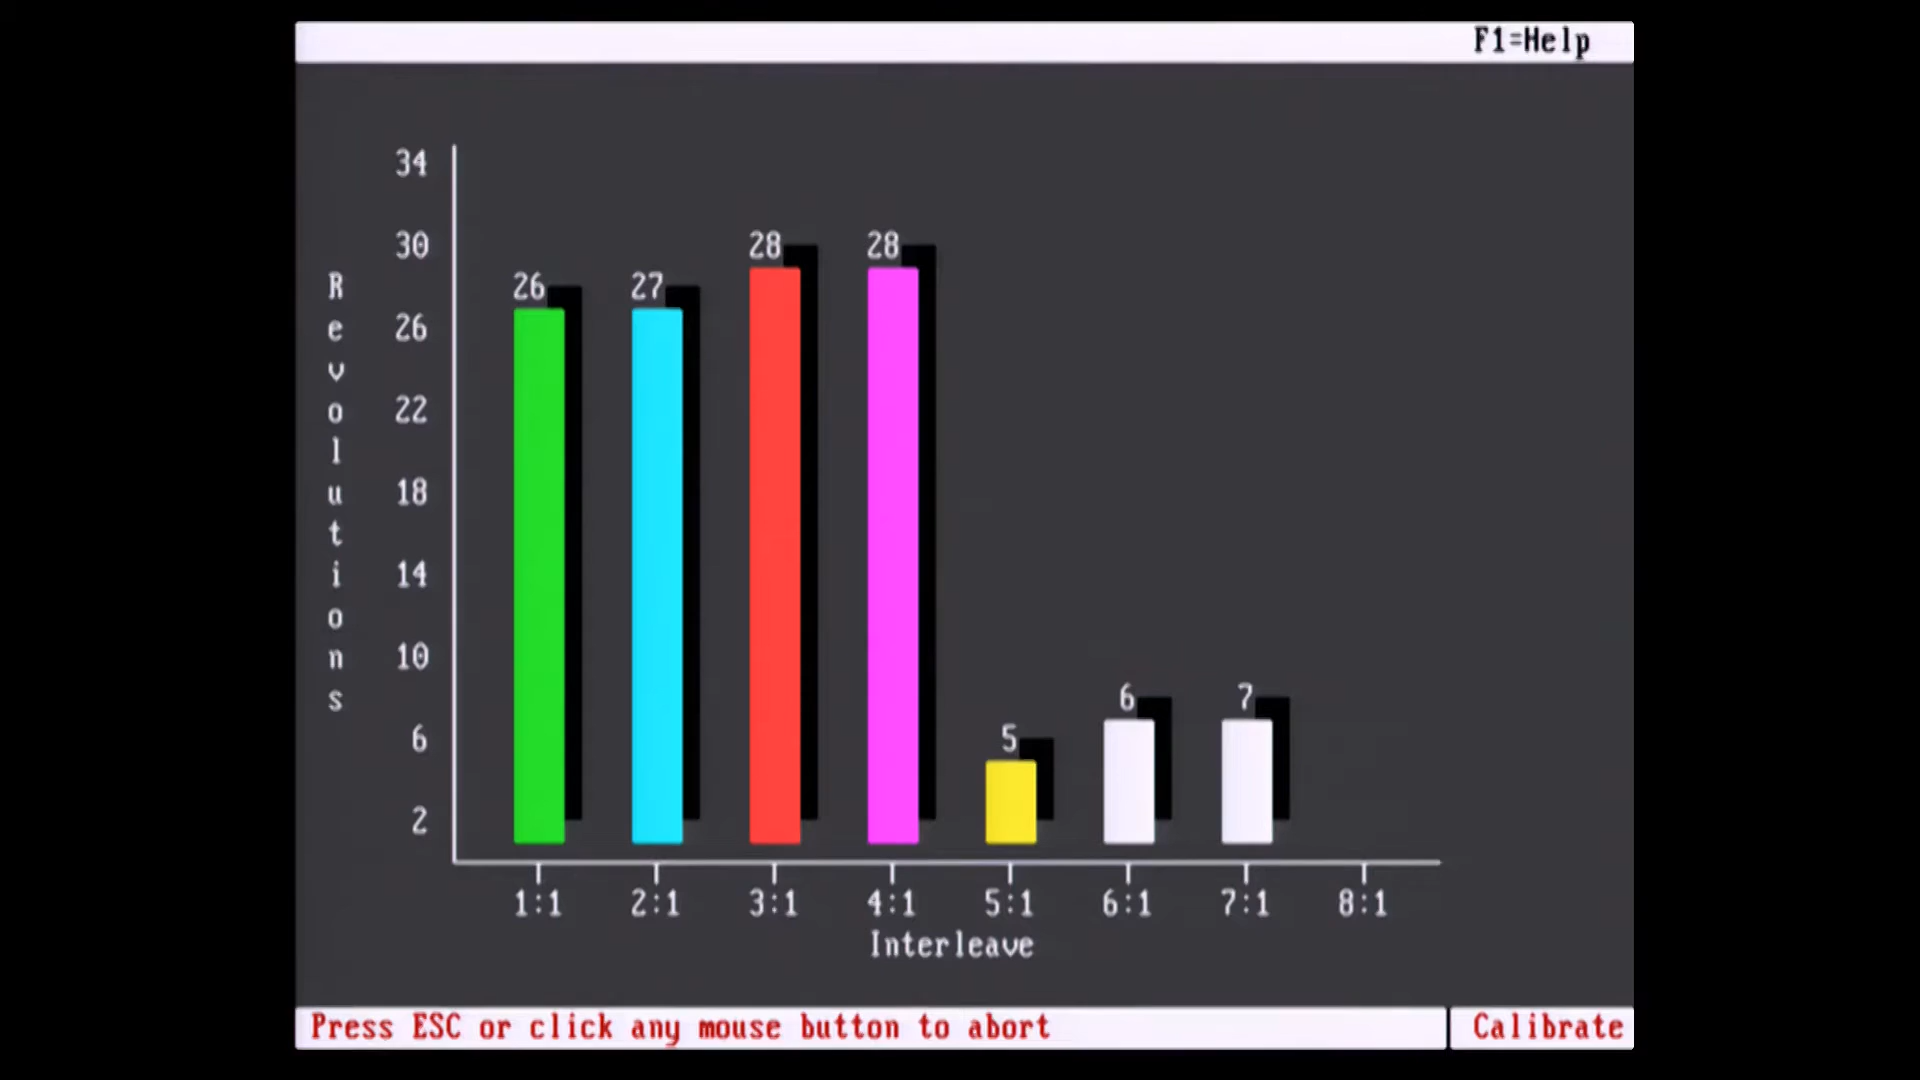 F1=Help
Revolutions
34
30
26
22
18
14
10
6
2
26 27 28 28 5 6 7
1:1 2:1 3:1 4:1 5:1 6:1 7:1 8:1
Interleave
Press ESC or click any mouse button to abort
Calibrate